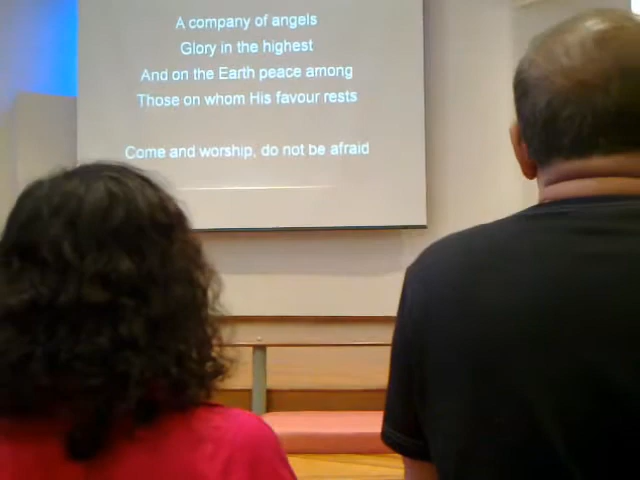 A company of angels
Glory in the highest
And on the Earth peace among
Those on whom His favour rests
Come and worship, do not be afraid